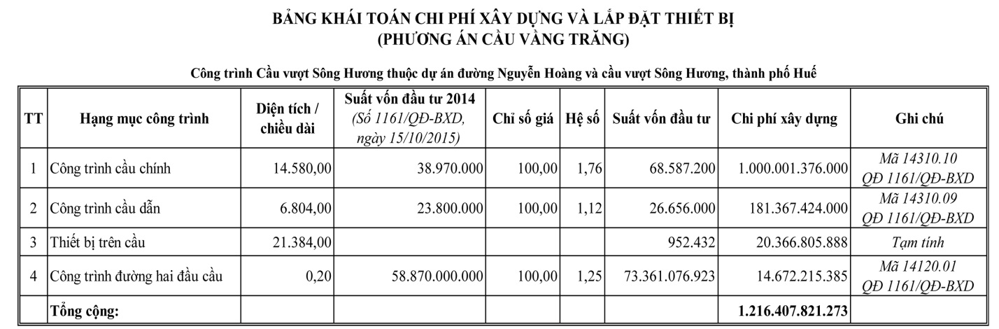 BẢNG KHÁI TOÁN CHI PHÍ XÂY DỰNG VÀ LẮP ĐẶT THIẾT BỊ
(PHƯƠNG ÁN CẦU VẦNG TRĂNG)
Công trình Cầu vượt Sông Hương thuộc dự án đường Nguyễn Hoàng và cầu vượt Sông Hương, thành phố Huế
TT Hạng mục công trình Diện tích / chiều dài Suất vốn đầu tư 2014 (Số 1161/QĐ-BXD, ngày 15/10/2015) Chỉ số giá Hệ số Suất vốn đầu tư Chi phí xây dựng Ghi chú
1 Công trình cầu chính 14.580,00 38.970.000 100,00 1,76 68.587.200 1.000.001.376.000 Mã 14310.10 QĐ 1161/QĐ-BXD
2 Công trình cầu dẫn 6.804,00 23.800.000 100,00 1,12 26.656.000 181.367.424.000 Mã 14310.09 QĐ 1161/QĐ-BXD
3 Thiết bị trên cầu 21.384,00 952.432 20.366.805.888 Tạm tính
4 Công trình đường hai đầu cầu 0,20 58.870.000.000 100,00 1,25 73.361.076.923 14.672.215.385 Mã 14120.01 QĐ 1161/QĐ-BXD
Tổng cộng: 1.216.407.821.273